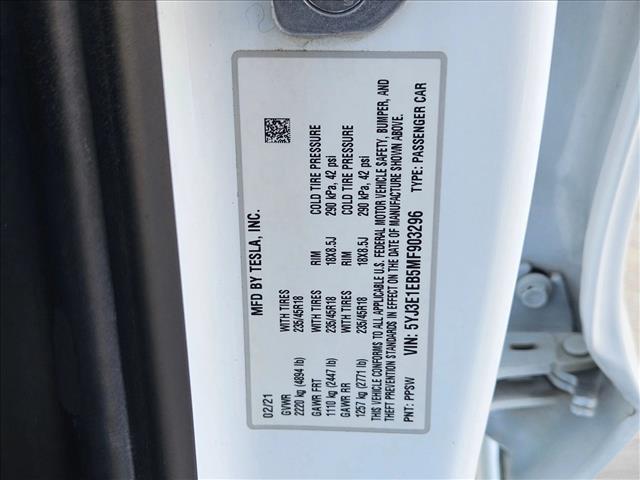 MFD BY TESLA, INC.
02/21
GVWR WITH TIRES RIM COLD TIRE PRESSURE
2220 kg (4894 lb) 235/45R18 18X8.5J 290 kPa, 42 psi
GAWR FRT WITH TIRES RIM COLD TIRE PRESSURE
1110 kg (2447 lb) 235/45R18 18X8.5J 290 kPa, 42 psi
GAWR RR
1257 kg (2771 lb) 235/45R18
THIS VEHICLE CONFORMS TO ALL APPLICABLE U.S. FEDERAL MOTOR VEHICLE SAFETY, BUMPER, AND
THEFT PREVENTION STANDARDS IN EFFECT ON THE DATE OF MANUFACTURE SHOWN ABOVE.
VIN: 5YJ3E1EB5MF903296 TYPE: PASSENGER CAR
PNT: PPSW